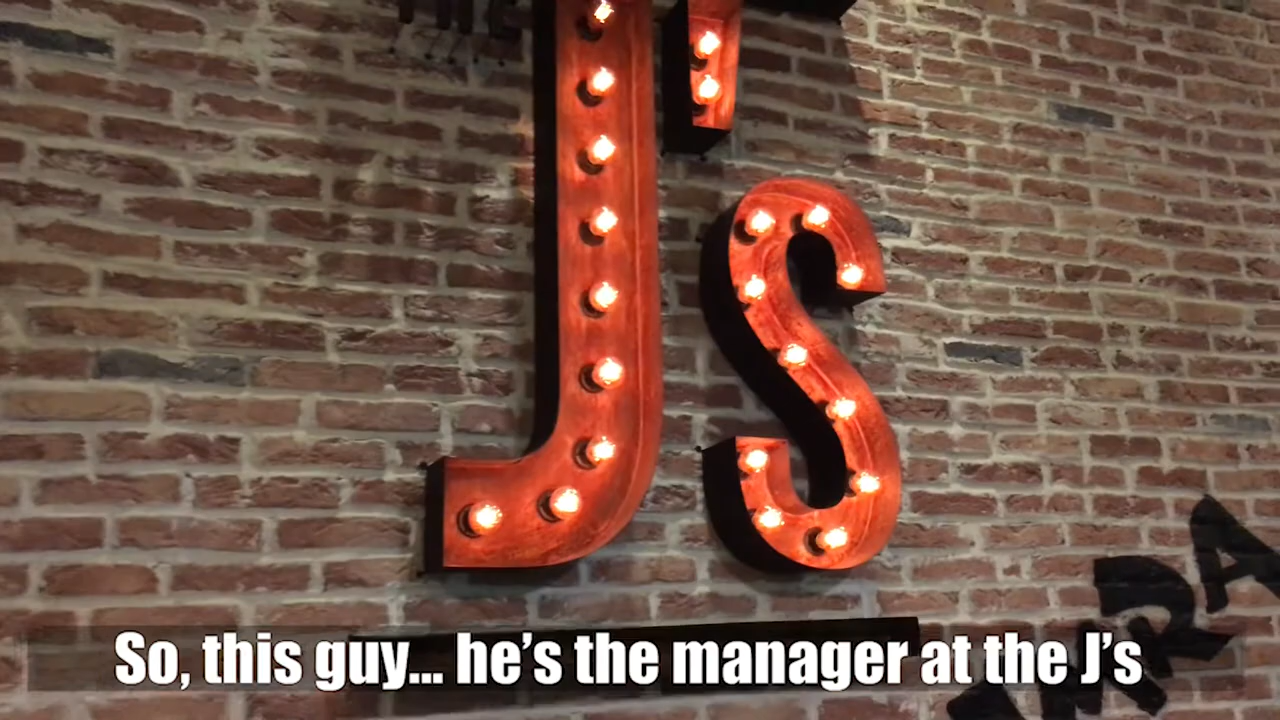 J's
So, this guy... he’s the manager at the J’s